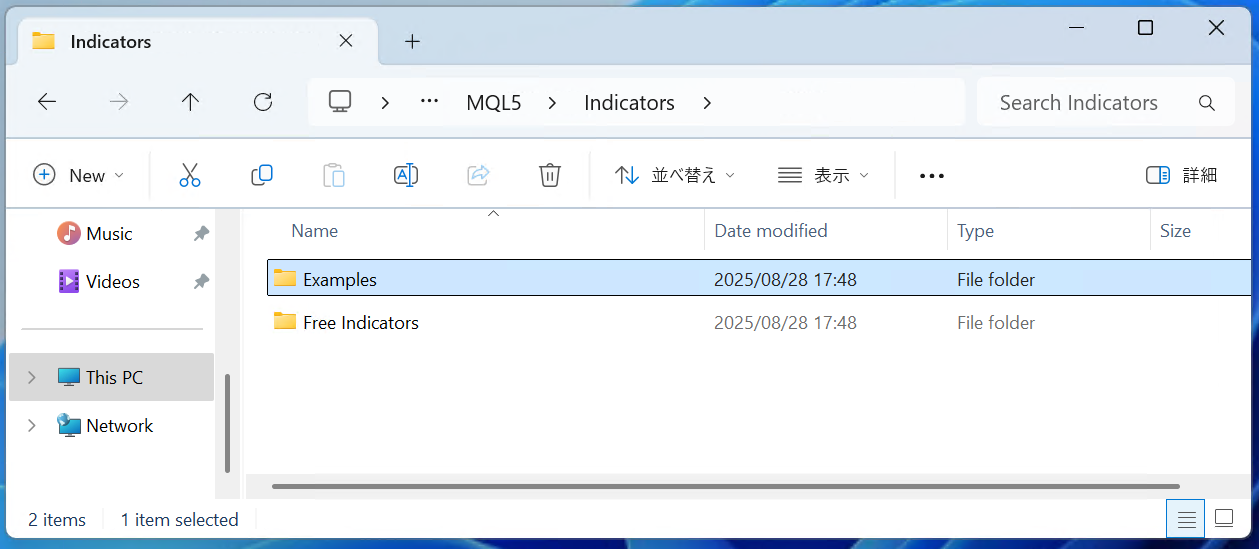 Indicators
MQL5 Indicators Search Indicators
New 並べ替え 表示 詳細
Name Date modified Type Size
Music
Videos
This PC
Network
Examples 2025/08/28 17:48 File folder
Free Indicators 2025/08/28 17:48 File folder
2 items 1 item selected